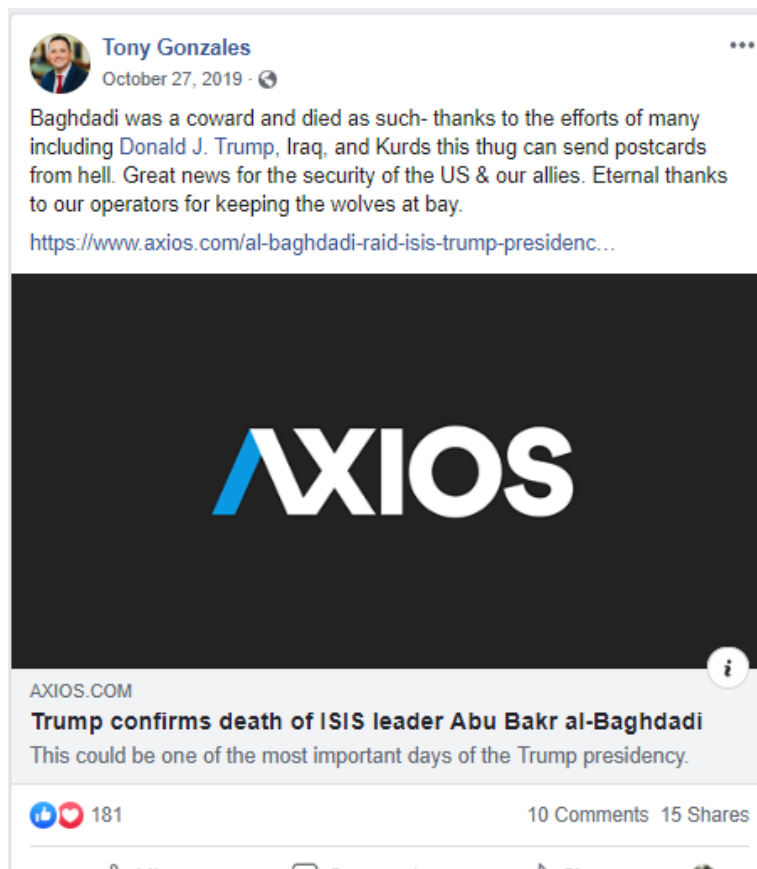 Tony Gonzales
October 27, 2019 ·
Baghdadi was a coward and died as such- thanks to the efforts of many
including Donald J. Trump, Iraq, and Kurds this thug can send postcards
from hell. Great news for the security of the US & our allies. Eternal thanks
to our operators for keeping the wolves at bay.
https://www.axios.com/al-baghdadi-raid-isis-trump-presidenc...
AXIOS
i
AXIOS.COM
Trump confirms death of ISIS leader Abu Bakr al-Baghdadi
This could be one of the most important days of the Trump presidency.
181
10 Comments 15 Shares